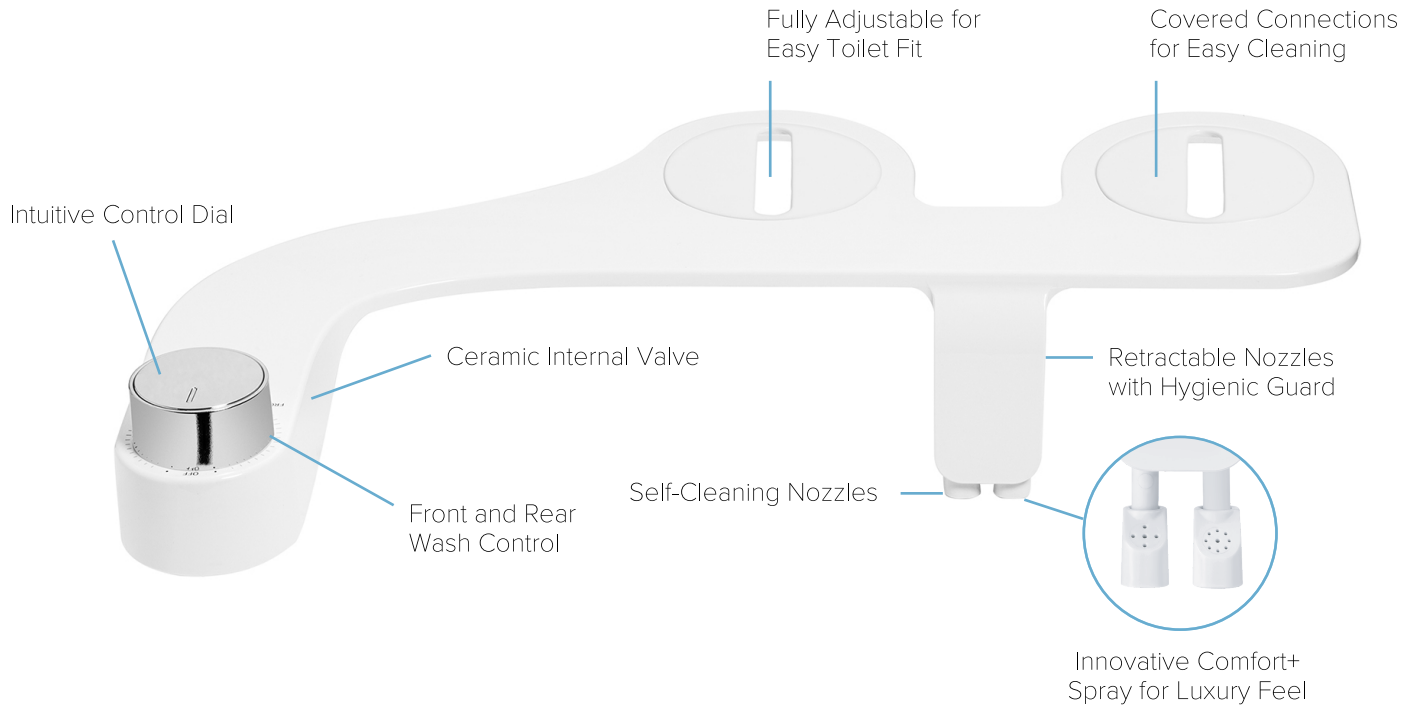 Fully Adjustable for
Easy Toilet Fit
Covered Connections
for Easy Cleaning
Intuitive Control Dial
Ceramic Internal Valve
Retractable Nozzles
with Hygienic Guard
Self-Cleaning Nozzles
Front and Rear
Wash Control
OFF
Innovative Comfort+
Spray for Luxury Feel